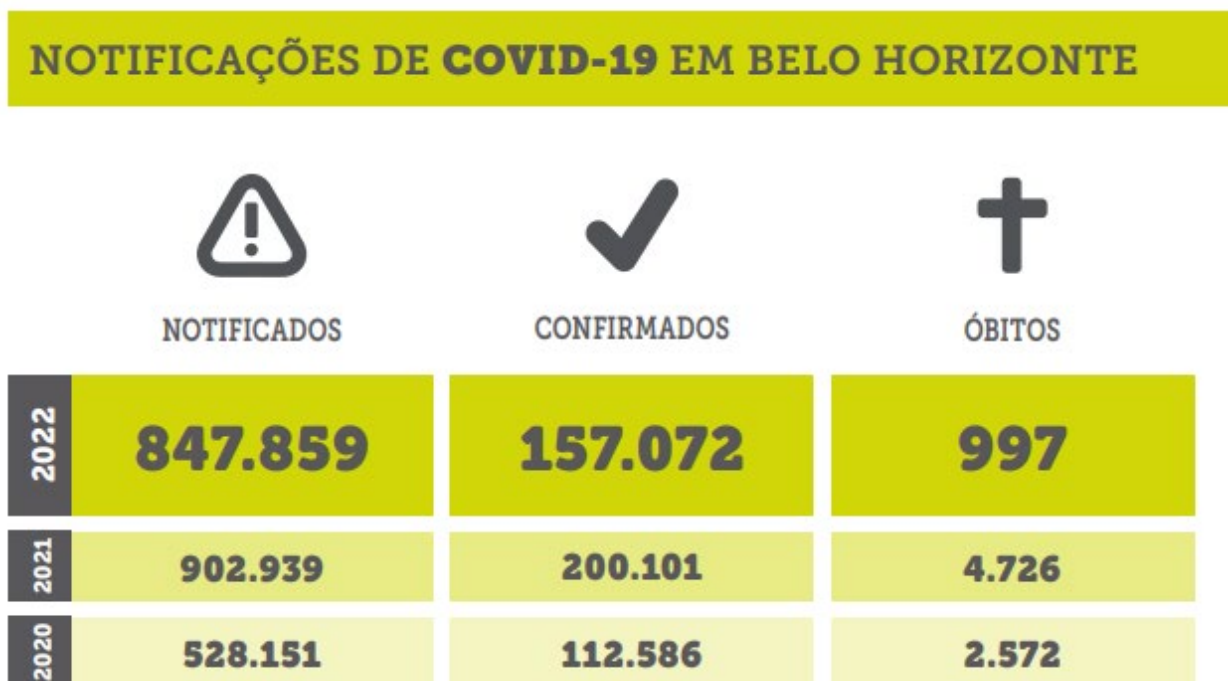 NOTIFICAÇÕES DE COVID-19 EM BELO HORIZONTE
NOTIFICADOS CONFIRMADOS ÓBITOS
2022 847.859 157.072 997
2021 902.939 200.101 4.726
2020 528.151 112.586 2.572